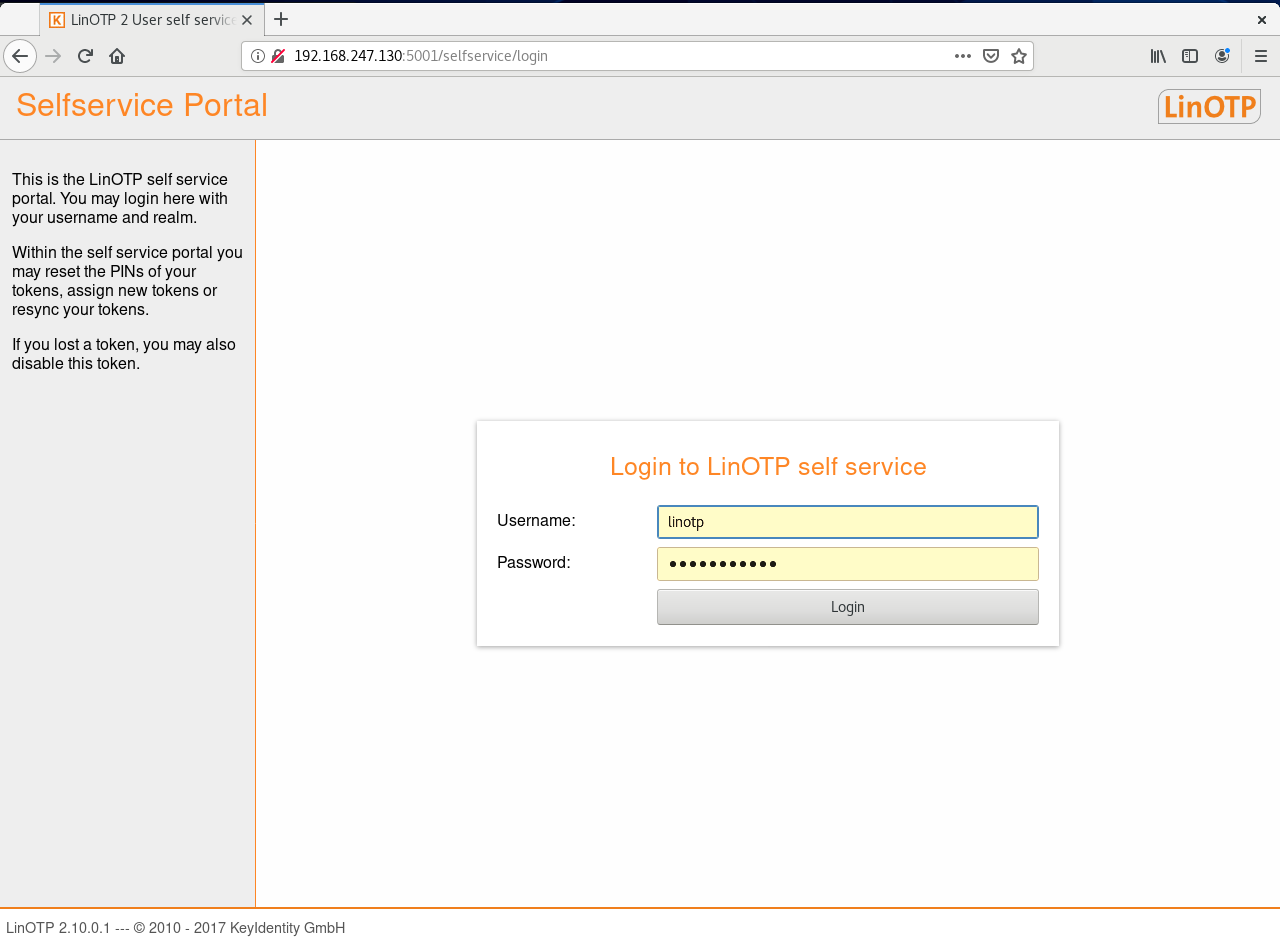 LinOTP 2 User self service
192.168.247.130:5001/selfservice/login
Selfservice Portal
LinOTP
This is the LinOTP self service
portal. You may login here with
your username and realm.
Within the self service portal you
may reset the PINs of your
tokens, assign new tokens or
resync your tokens.
If you lost a token, you may also
disable this token.
Login to LinOTP self service
Username:
linotp
Password:
Login
LinOTP 2.10.0.1 --- © 2010 - 2017 KeyIdentity GmbH